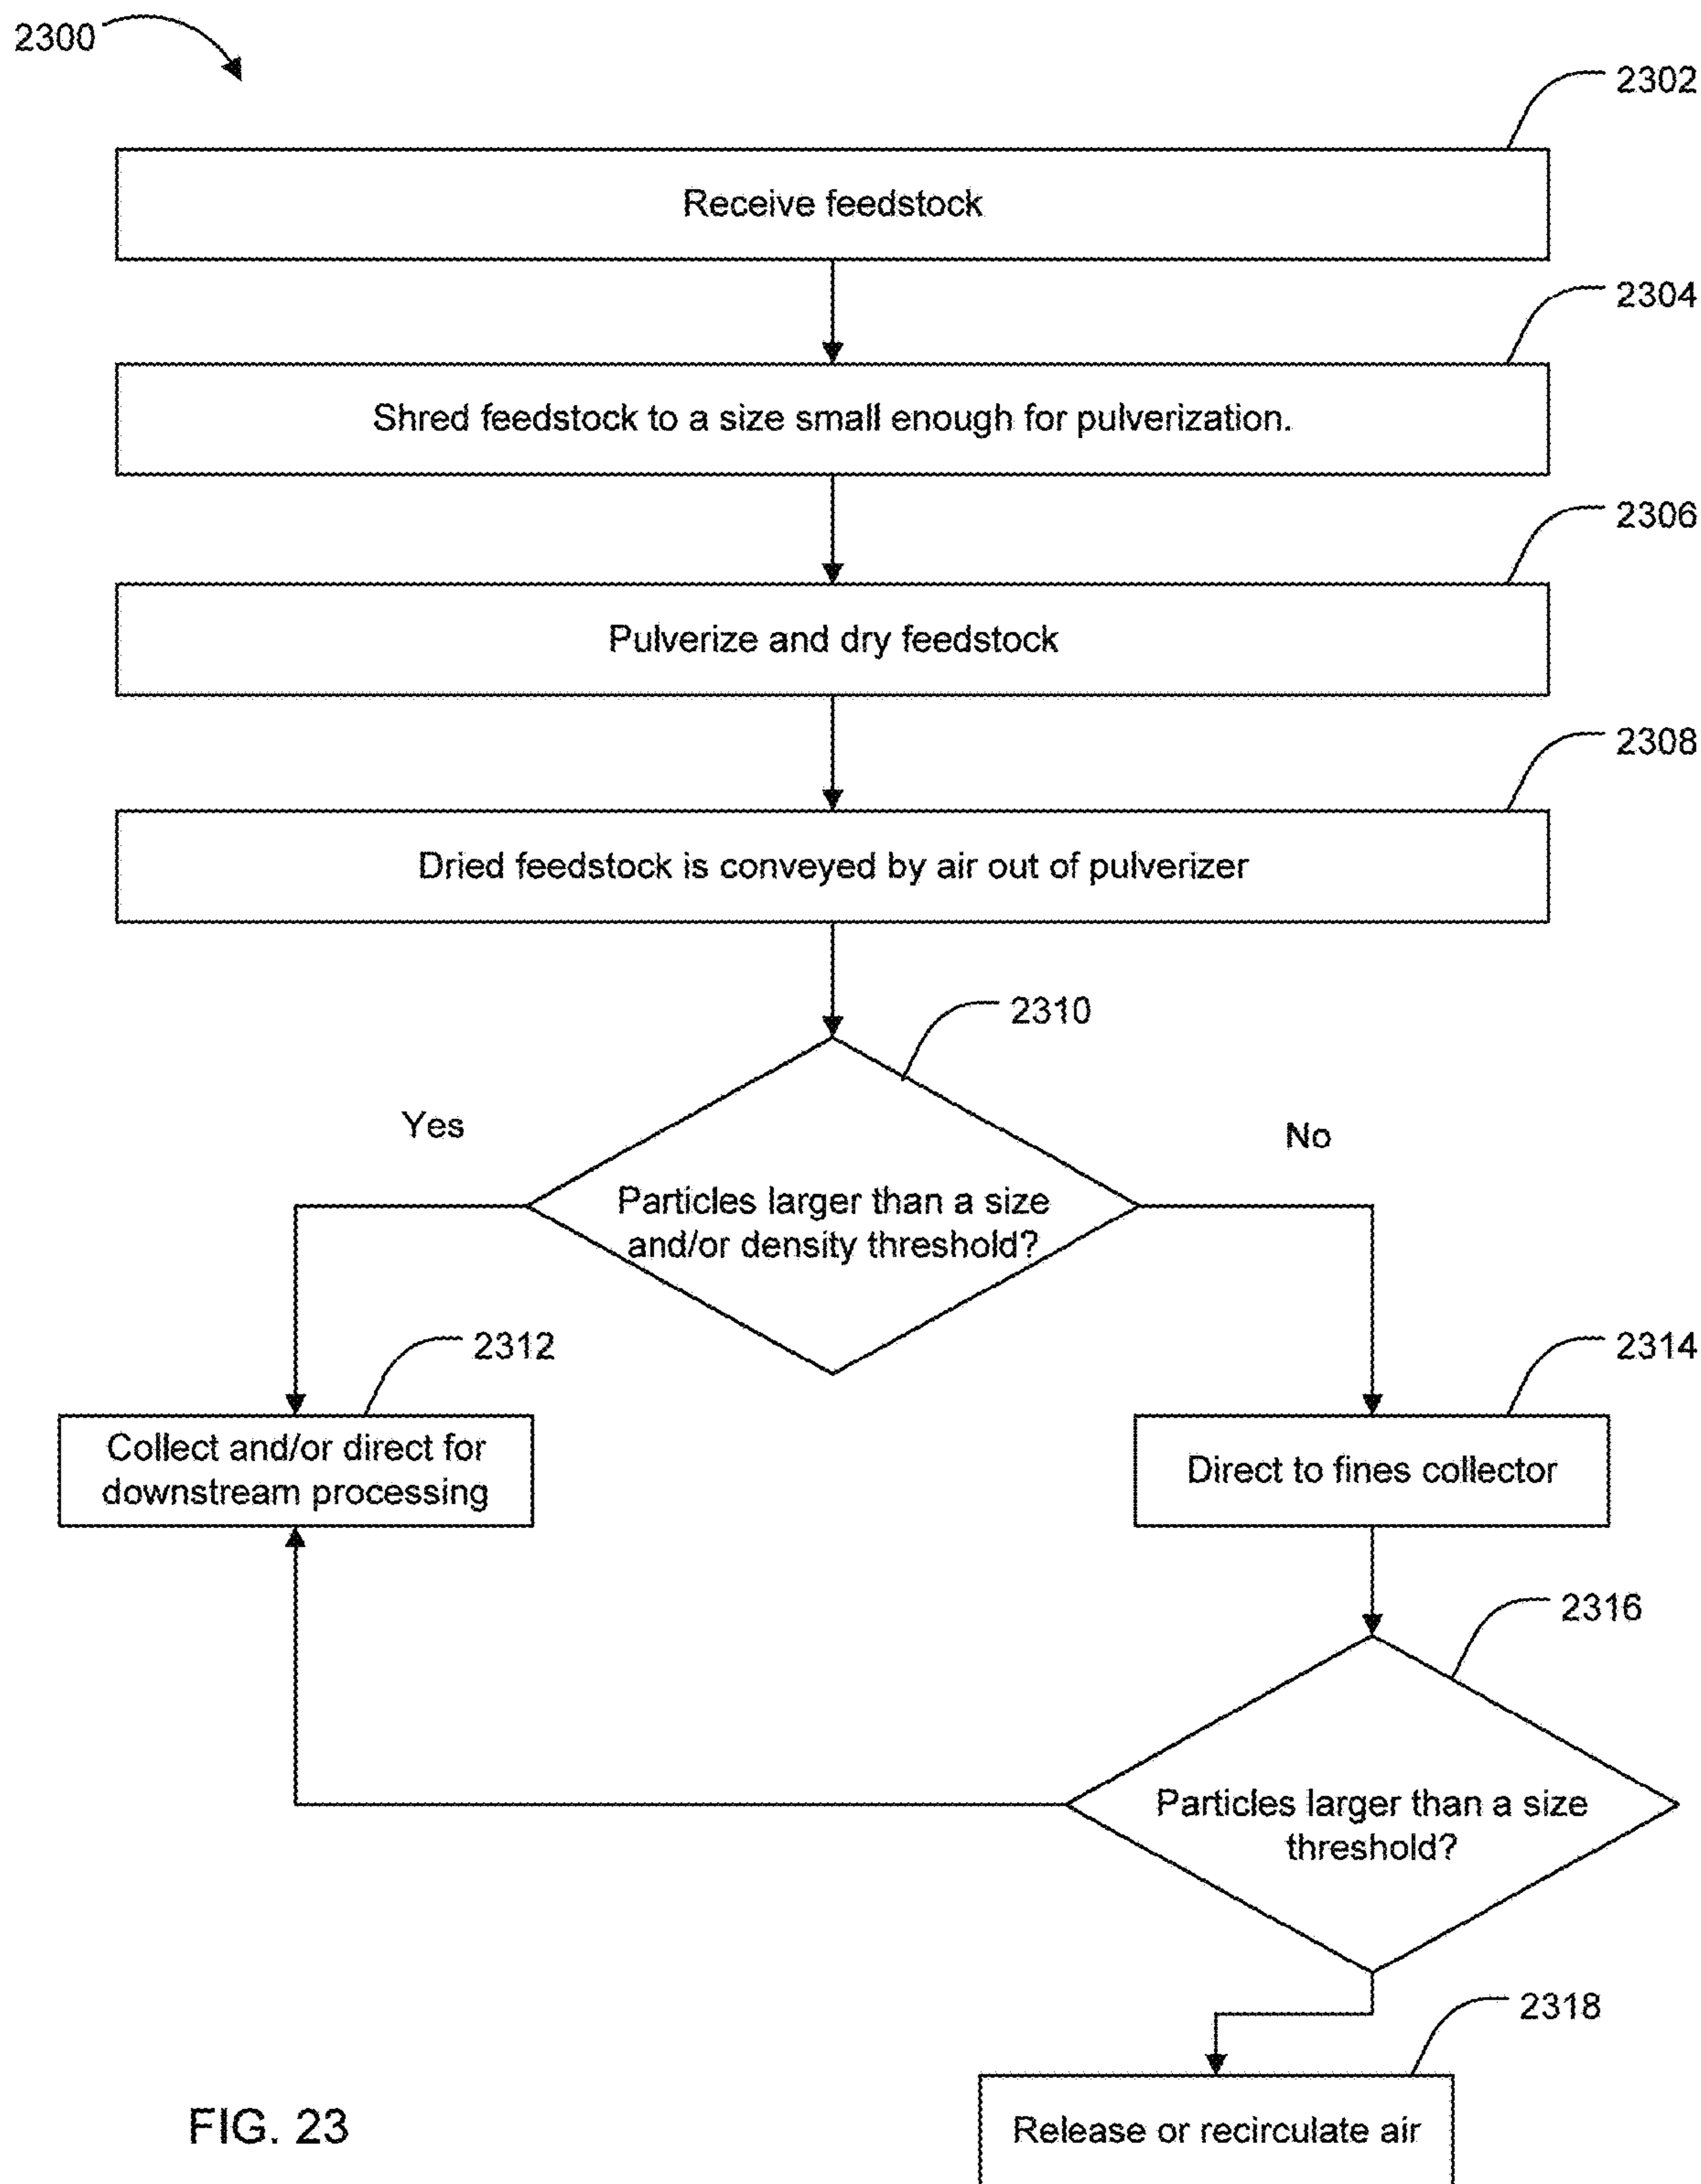 2300
2302
Receive feedstock
2304
Shred feedstock to a size small enough for pulverization.
2306
Pulverize and dry feedstock
2308
Dried feedstock is conveyed by air out of pulverizer
2310
Yes
No
Particles larger than a size
and/or density threshold?
2312
2314
Collect and/or direct for
downstream processing
Direct to fines collector
2316
Particles larger than a size
threshold?
2318
Release or recirculate air
FIG. 23